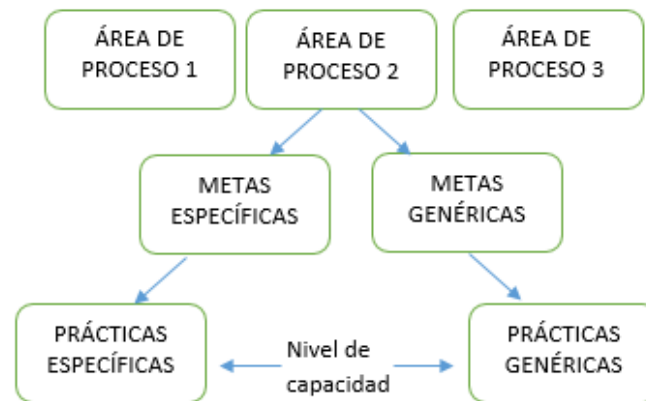 ÁREA DE
PROCESO 1
ÁREA DE
PROCESO 2
ÁREA DE
PROCESO 3
METAS
ESPECÍFICAS
METAS
GENÉRICAS
PRÁCTICAS
ESPECÍFICAS
Nivel de
capacidad
PRÁCTICAS
GENÉRICAS